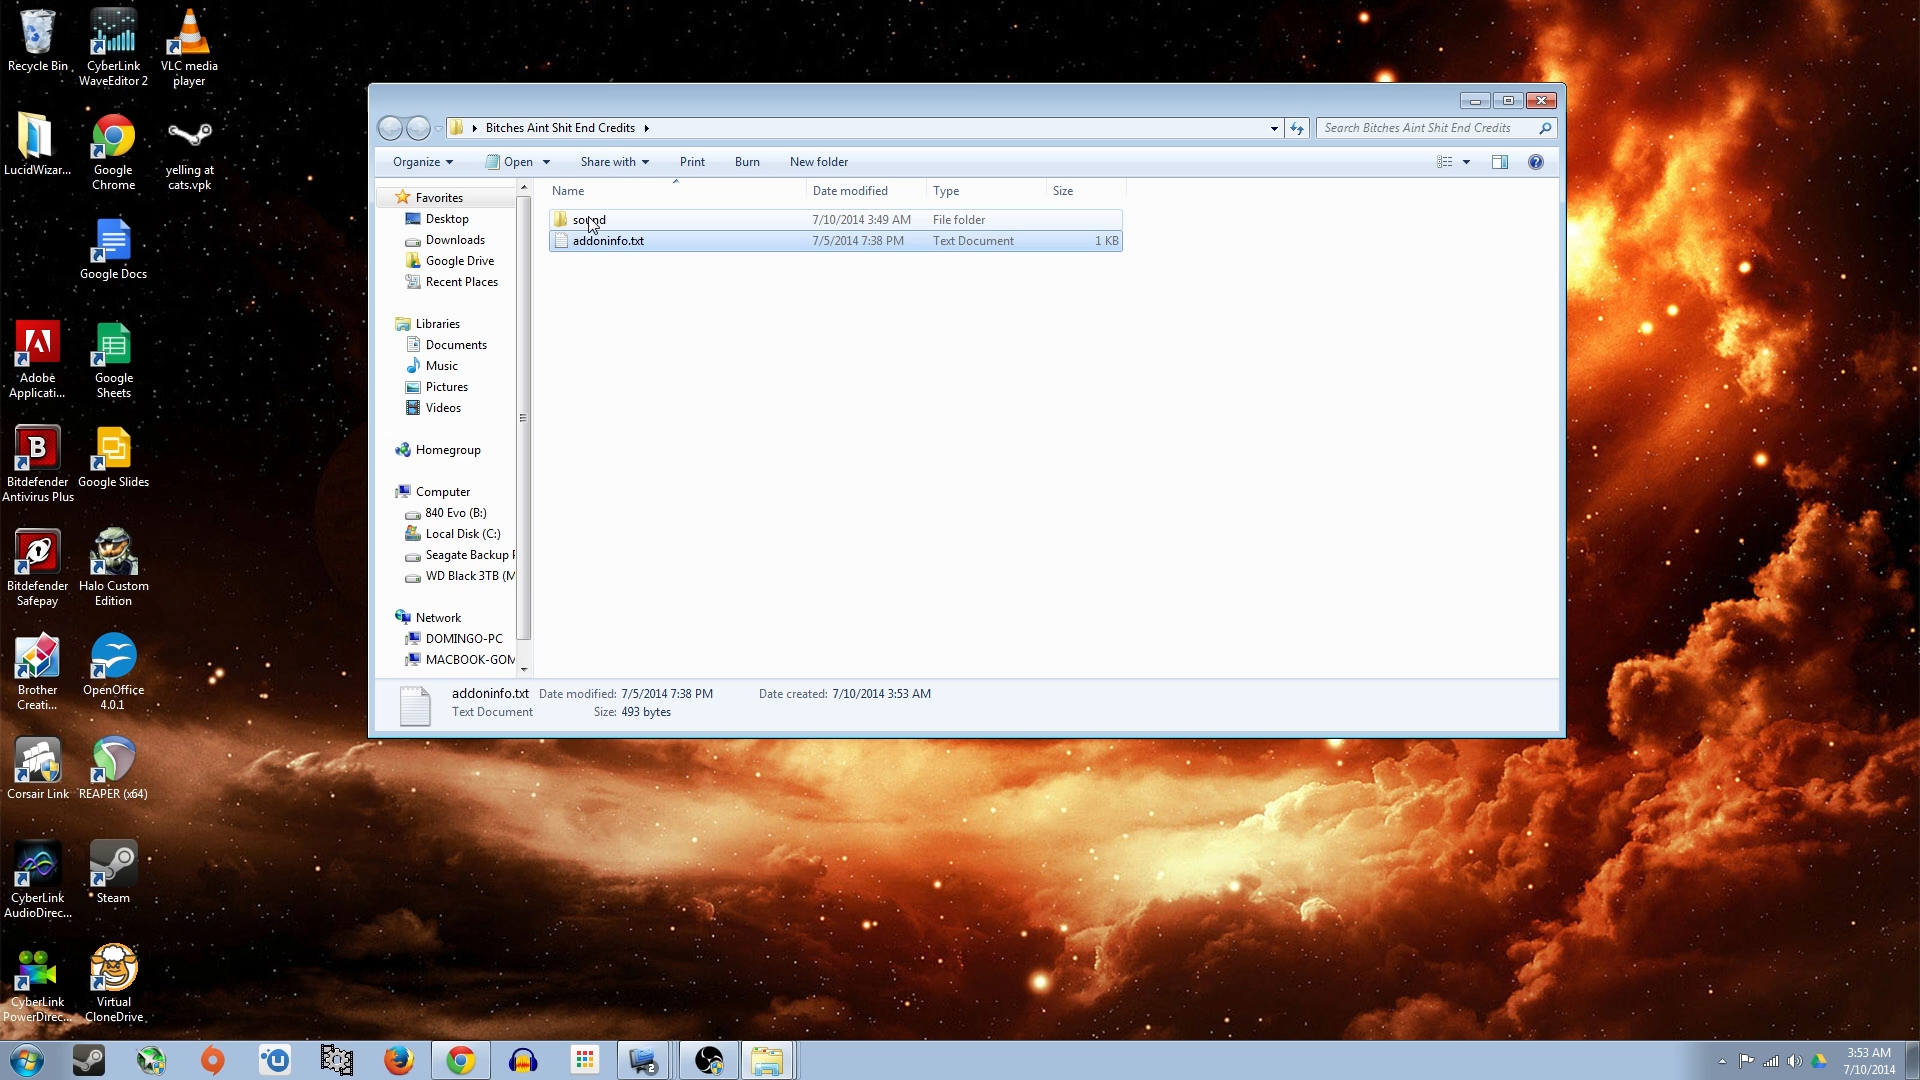 Recycle Bin
CyberLink
WaveEditor 2
VLC media
player
LucidWizar...
Google
Chrome
yelling at
cats.vpk
Google Docs
Adobe
Applicati...
Google
Sheets
Bitdefender
Antivirus Plus
Google Slides
Bitdefender
Safepay
Halo Custom
Edition
Brother
Creati...
OpenOffice
4.0.1
Corsair Link
REAPER (x64)
CyberLink
AudioDirec...
Steam
CyberLink
PowerDirec...
Virtual
CloneDrive
Bitches Aint Shit End Credits
Search Bitches Aint Shit End Credits
Organize
Open
Share with
Print
Burn
New folder
Favorites
Desktop
Downloads
Google Drive
Recent Places
Libraries
Documents
Music
Pictures
Videos
Homegroup
Computer
840 Evo (B:)
Local Disk (C:)
Seagate Backup
WD Black 3TB (M
Network
DOMINGO-PC
MACBOOK-GOM
Name Date modified Type Size
sound 7/10/2014 3:49 AM File folder
addoninfo.txt 7/5/2014 7:38 PM Text Document 1 KB
addoninfo.txt Date modified: 7/5/2014 7:38 PM Date created: 7/10/2014 3:53 AM
Text Document Size: 493 bytes
3:53 AM
7/10/2014